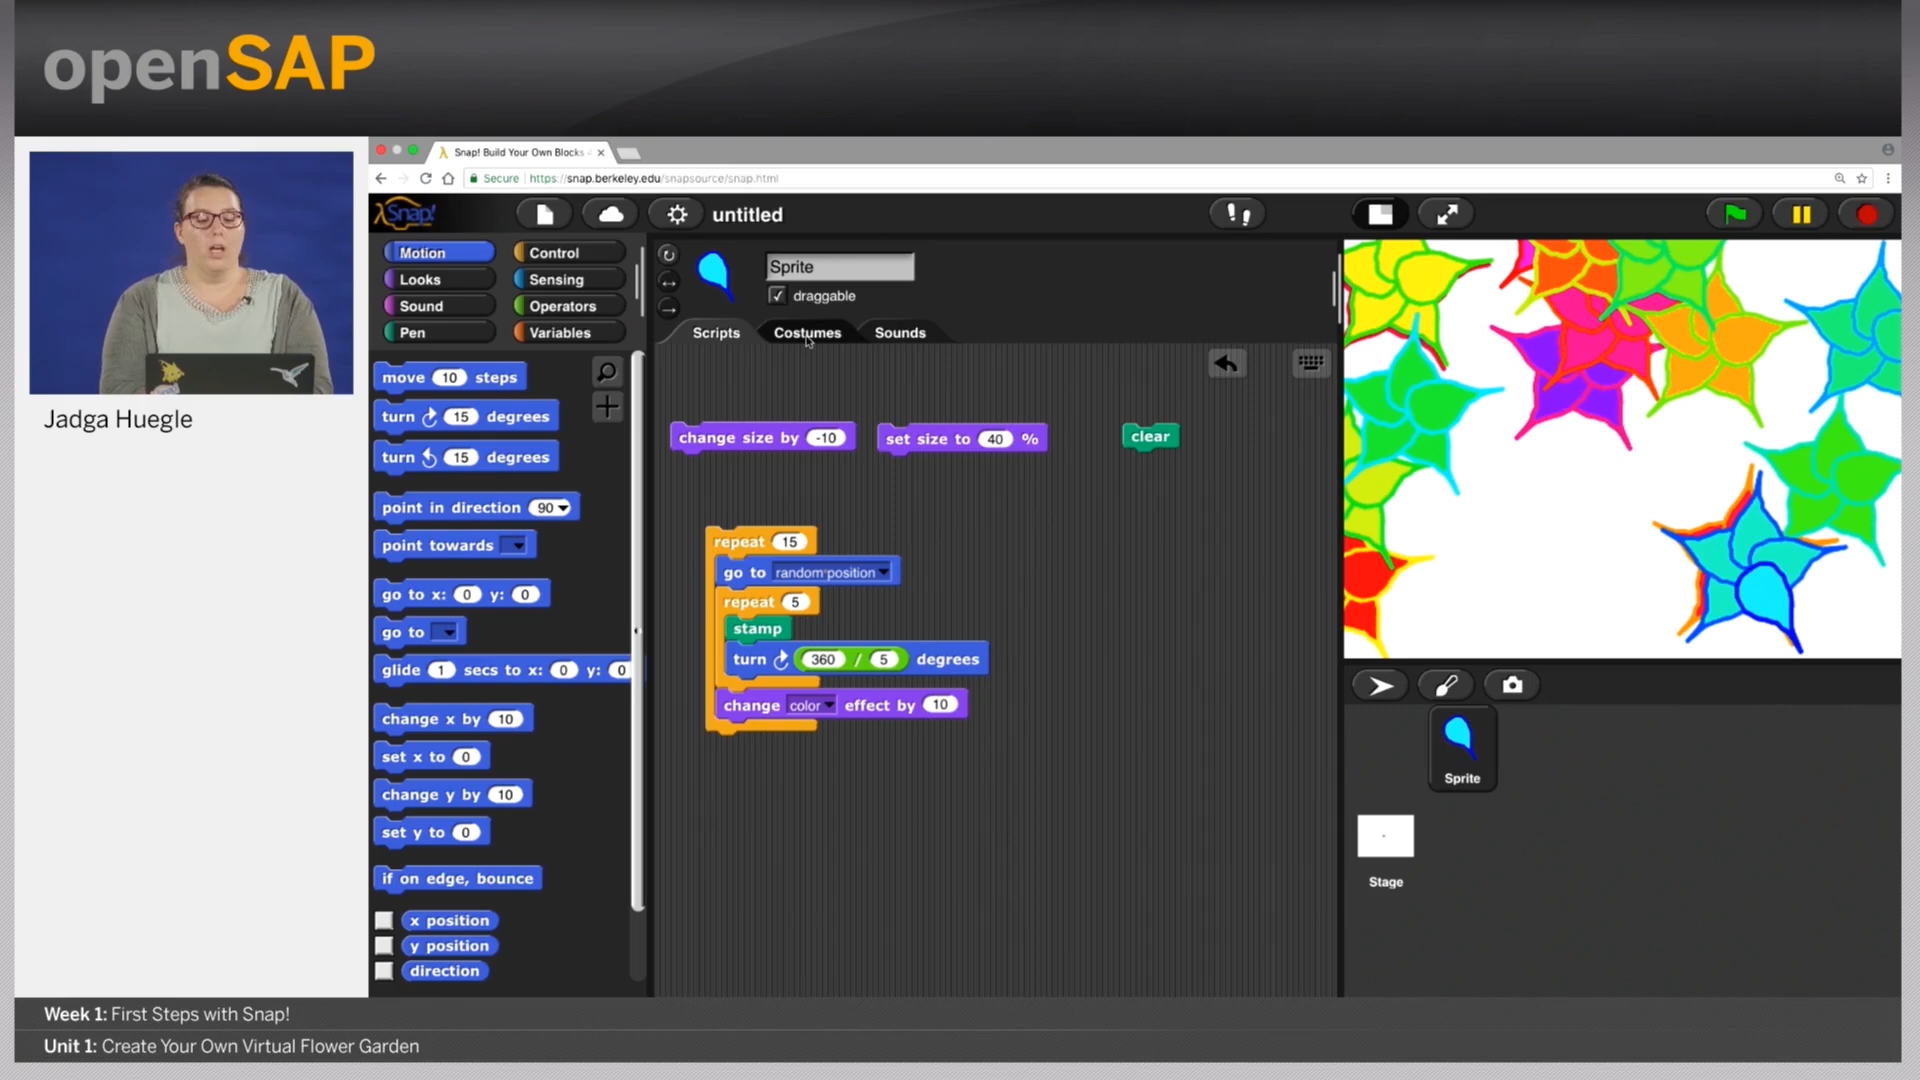 openSAP
Jadga Huegle
Snap! Build Your Own Blocks
Secure
https://snap.berkeley.edu/snapsource/snap.html
Snap!
untitled
Motion
Control
Looks
Sensing
Sound
Operators
Pen
Variables
move 10 steps
turn 15 degrees
turn 15 degrees
point in direction 90
point towards
go to x: 0 y: 0
go to
glide 1 secs to x: 0 y: 0
change x by 10
set x to 0
change y by 10
set y to 0
if on edge, bounce
x position
y position
direction
Sprite
draggable
Scripts
Costumes
Sounds
change size by -10
set size to 40 %
clear
repeat 15
go to random position
repeat 5
stamp
turn 360 / 5 degrees
change color effect by 10
Sprite
Stage
Week 1: First Steps with Snap!
Unit 1: Create Your Own Virtual Flower Garden